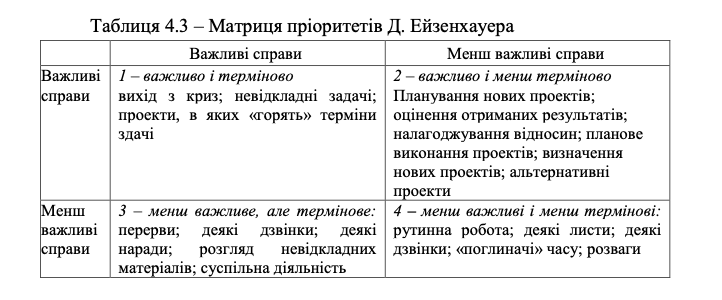 Таблиця 4.3 – Матриця пріоритетів Д. Ейзенхауера
Важливі справи
Менш важливі справи
Важливі
справи
1 – важливо і терміново
вихід з криз; невідкладні задачі;
проекти, в яких «горять» терміни
здачі
2 – важливо і менш терміново
Планування нових проектів;
оцінення отриманих результатів;
налагоджування відносин; планове
виконання проектів; визначення
нових проектів; альтернативні
проекти
Менш
важливі
справи
3 – менш важливе, але термінове:
перерви; деякі дзвінки; деякі
наради; розгляд невідкладних
матеріалів; суспільна діяльність
4 – менш важливі і менш термінові:
рутинна робота; деякі листи; деякі
дзвінки; «поглиначі» часу; розваги